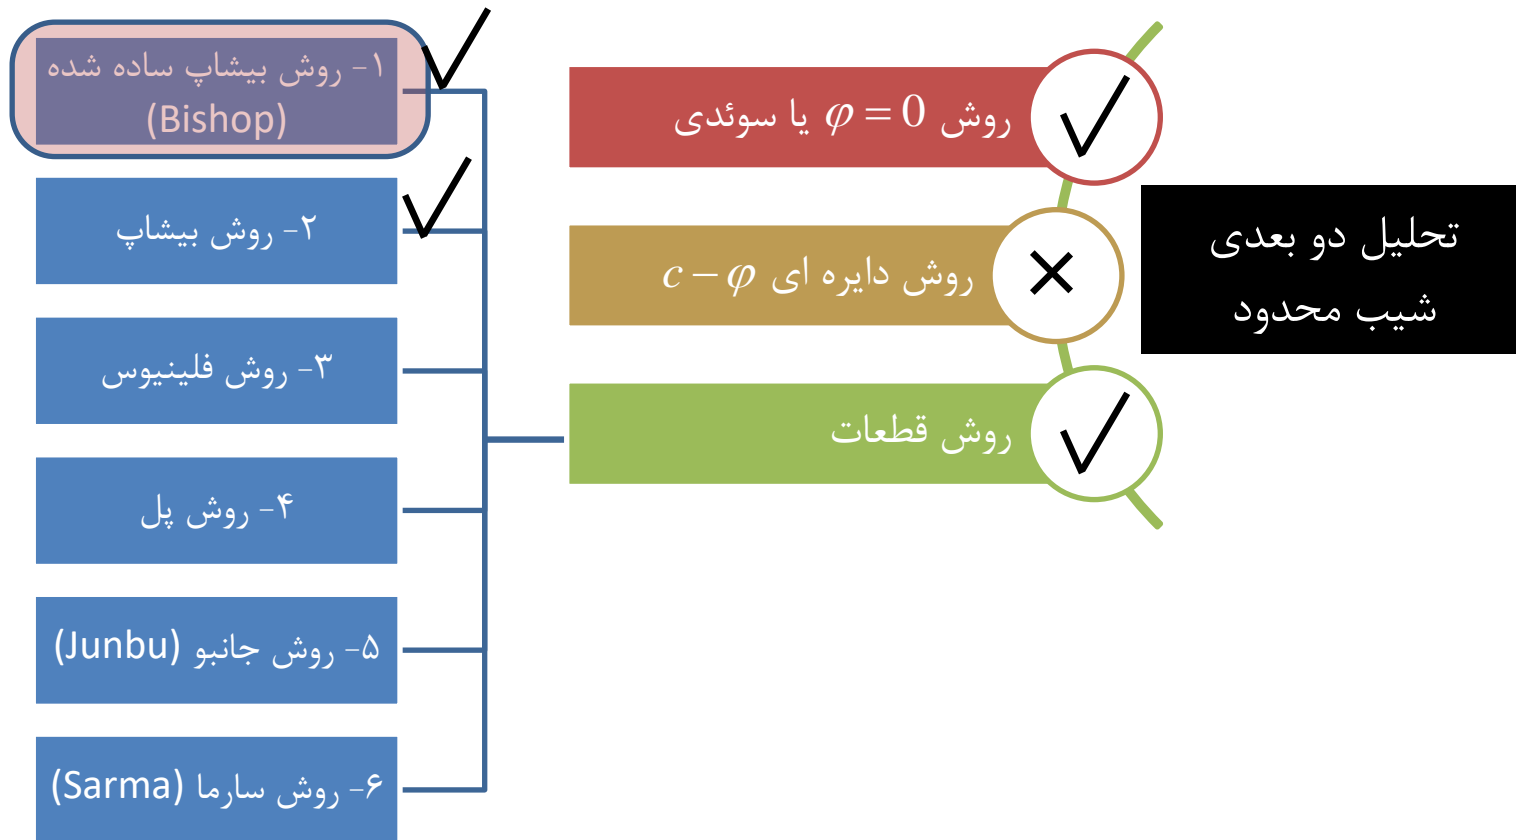 تحلیل دو بعدی
شیب محدود
روش φ = 0 یا سوئدی
روش دایره ای c – φ
روش قطعات
۱- روش بیشاپ ساده شده
(Bishop)
۲- روش بیشاپ
۳- روش فلینیوس
۴- روش پل
۵- روش جانبو (Junbu)
۶- روش سارما (Sarma)